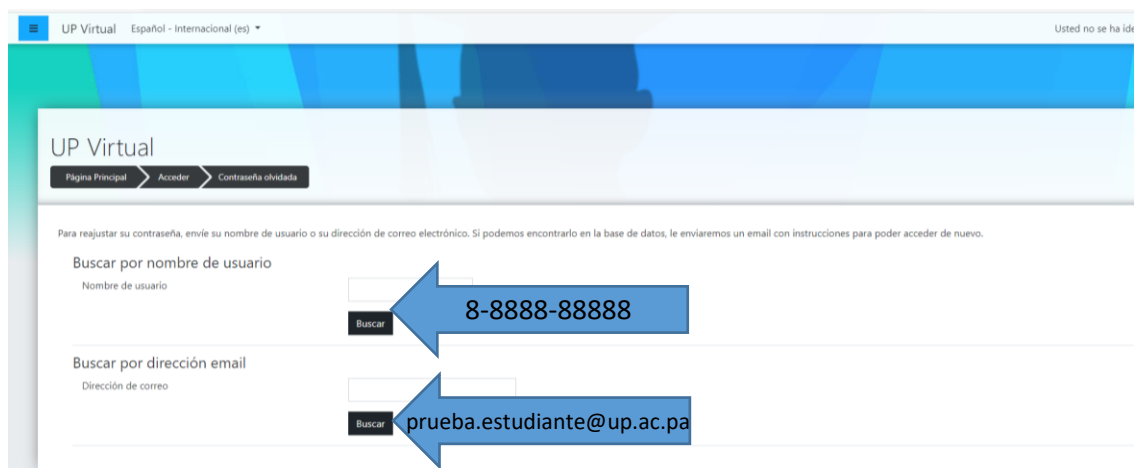 UP Virtual Español - Internacional (es) Usted no se ha ide
UP Virtual
Página Principal Acceder Contraseña olvidada
Para reajustar su contraseña, envíe su nombre de usuario o su dirección de correo electrónico. Si podemos encontrarlo en la base de datos, le enviaremos un email con instrucciones para poder acceder de nuevo.
Buscar por nombre de usuario
Nombre de usuario
8-8888-88888
Buscar
Buscar por dirección email
Dirección de correo
Buscar prueba.estudiante@up.ac.pa